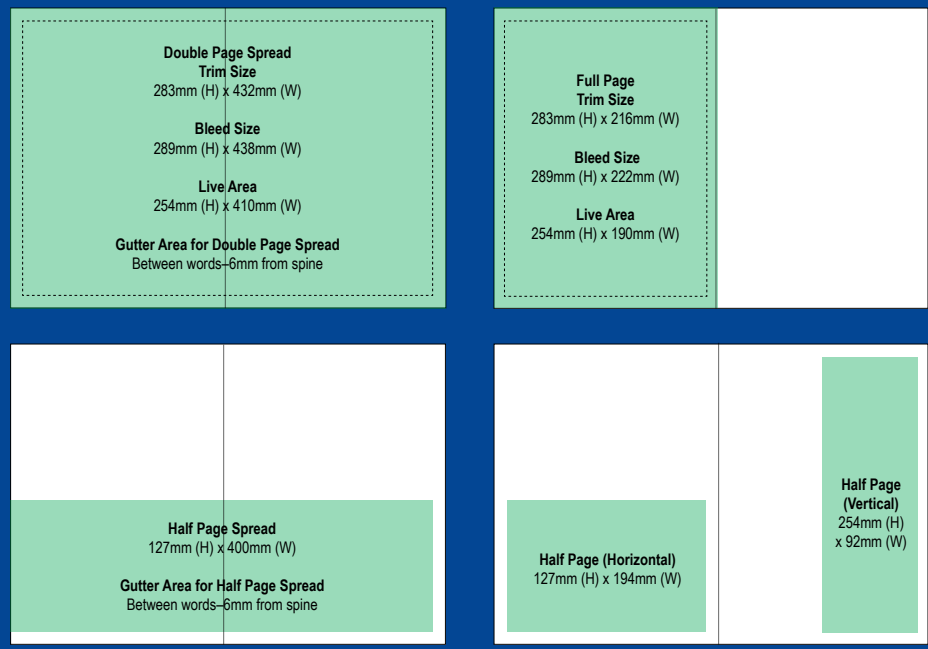 Double Page Spread
Trim Size
283mm (H) x 432mm (W)
Bleed Size
289mm (H) x 438mm (W)
Live Area
254mm (H) x 410mm (W)
Gutter Area for Double Page Spread
Between words–6mm from spine
Full Page
Trim Size
283mm (H) x 216mm (W)
Bleed Size
289mm (H) x 222mm (W)
Live Area
254mm (H) x 190mm (W)
Half Page Spread
127mm (H) x 400mm (W)
Gutter Area for Half Page Spread
Between words–6mm from spine
Half Page (Horizontal)
127mm (H) x 194mm (W)
Half Page
(Vertical)
254mm (H)
x 92mm (W)